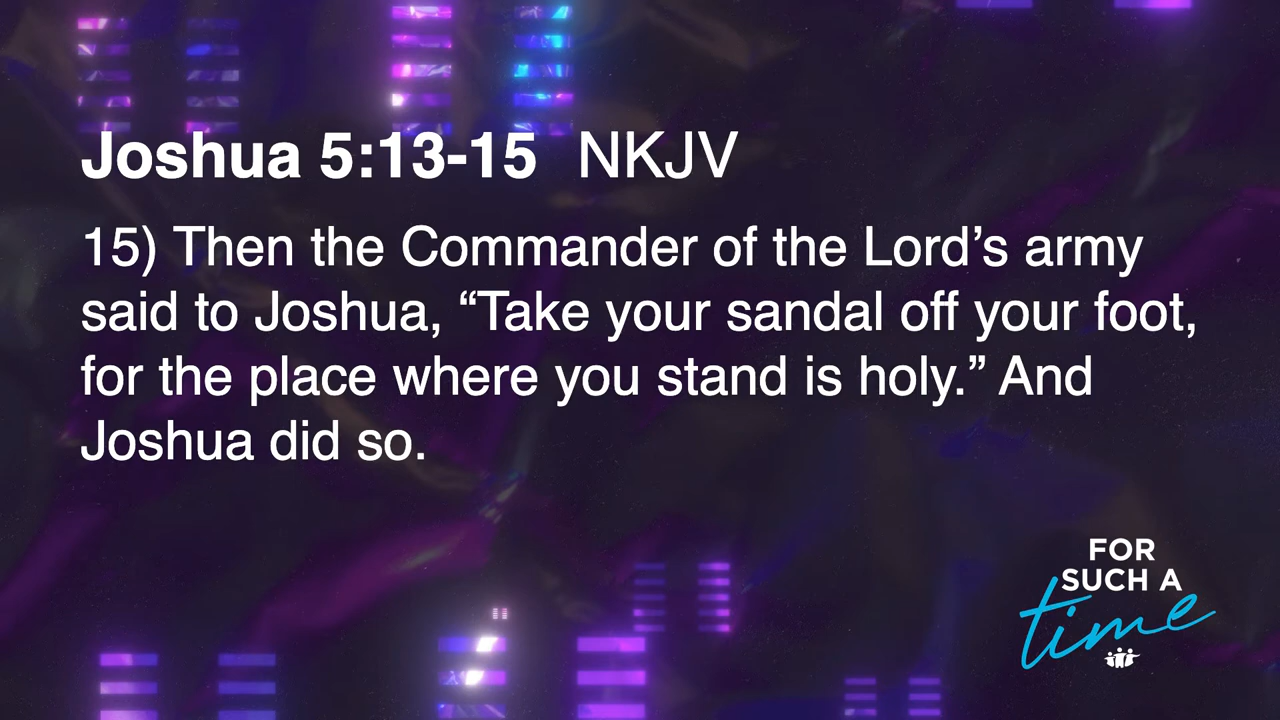 Joshua 5:13-15 NKJV
15) Then the Commander of the Lord’s army
said to Joshua, “Take your sandal off your foot,
for the place where you stand is holy.” And
Joshua did so.
FOR
SUCH A
time